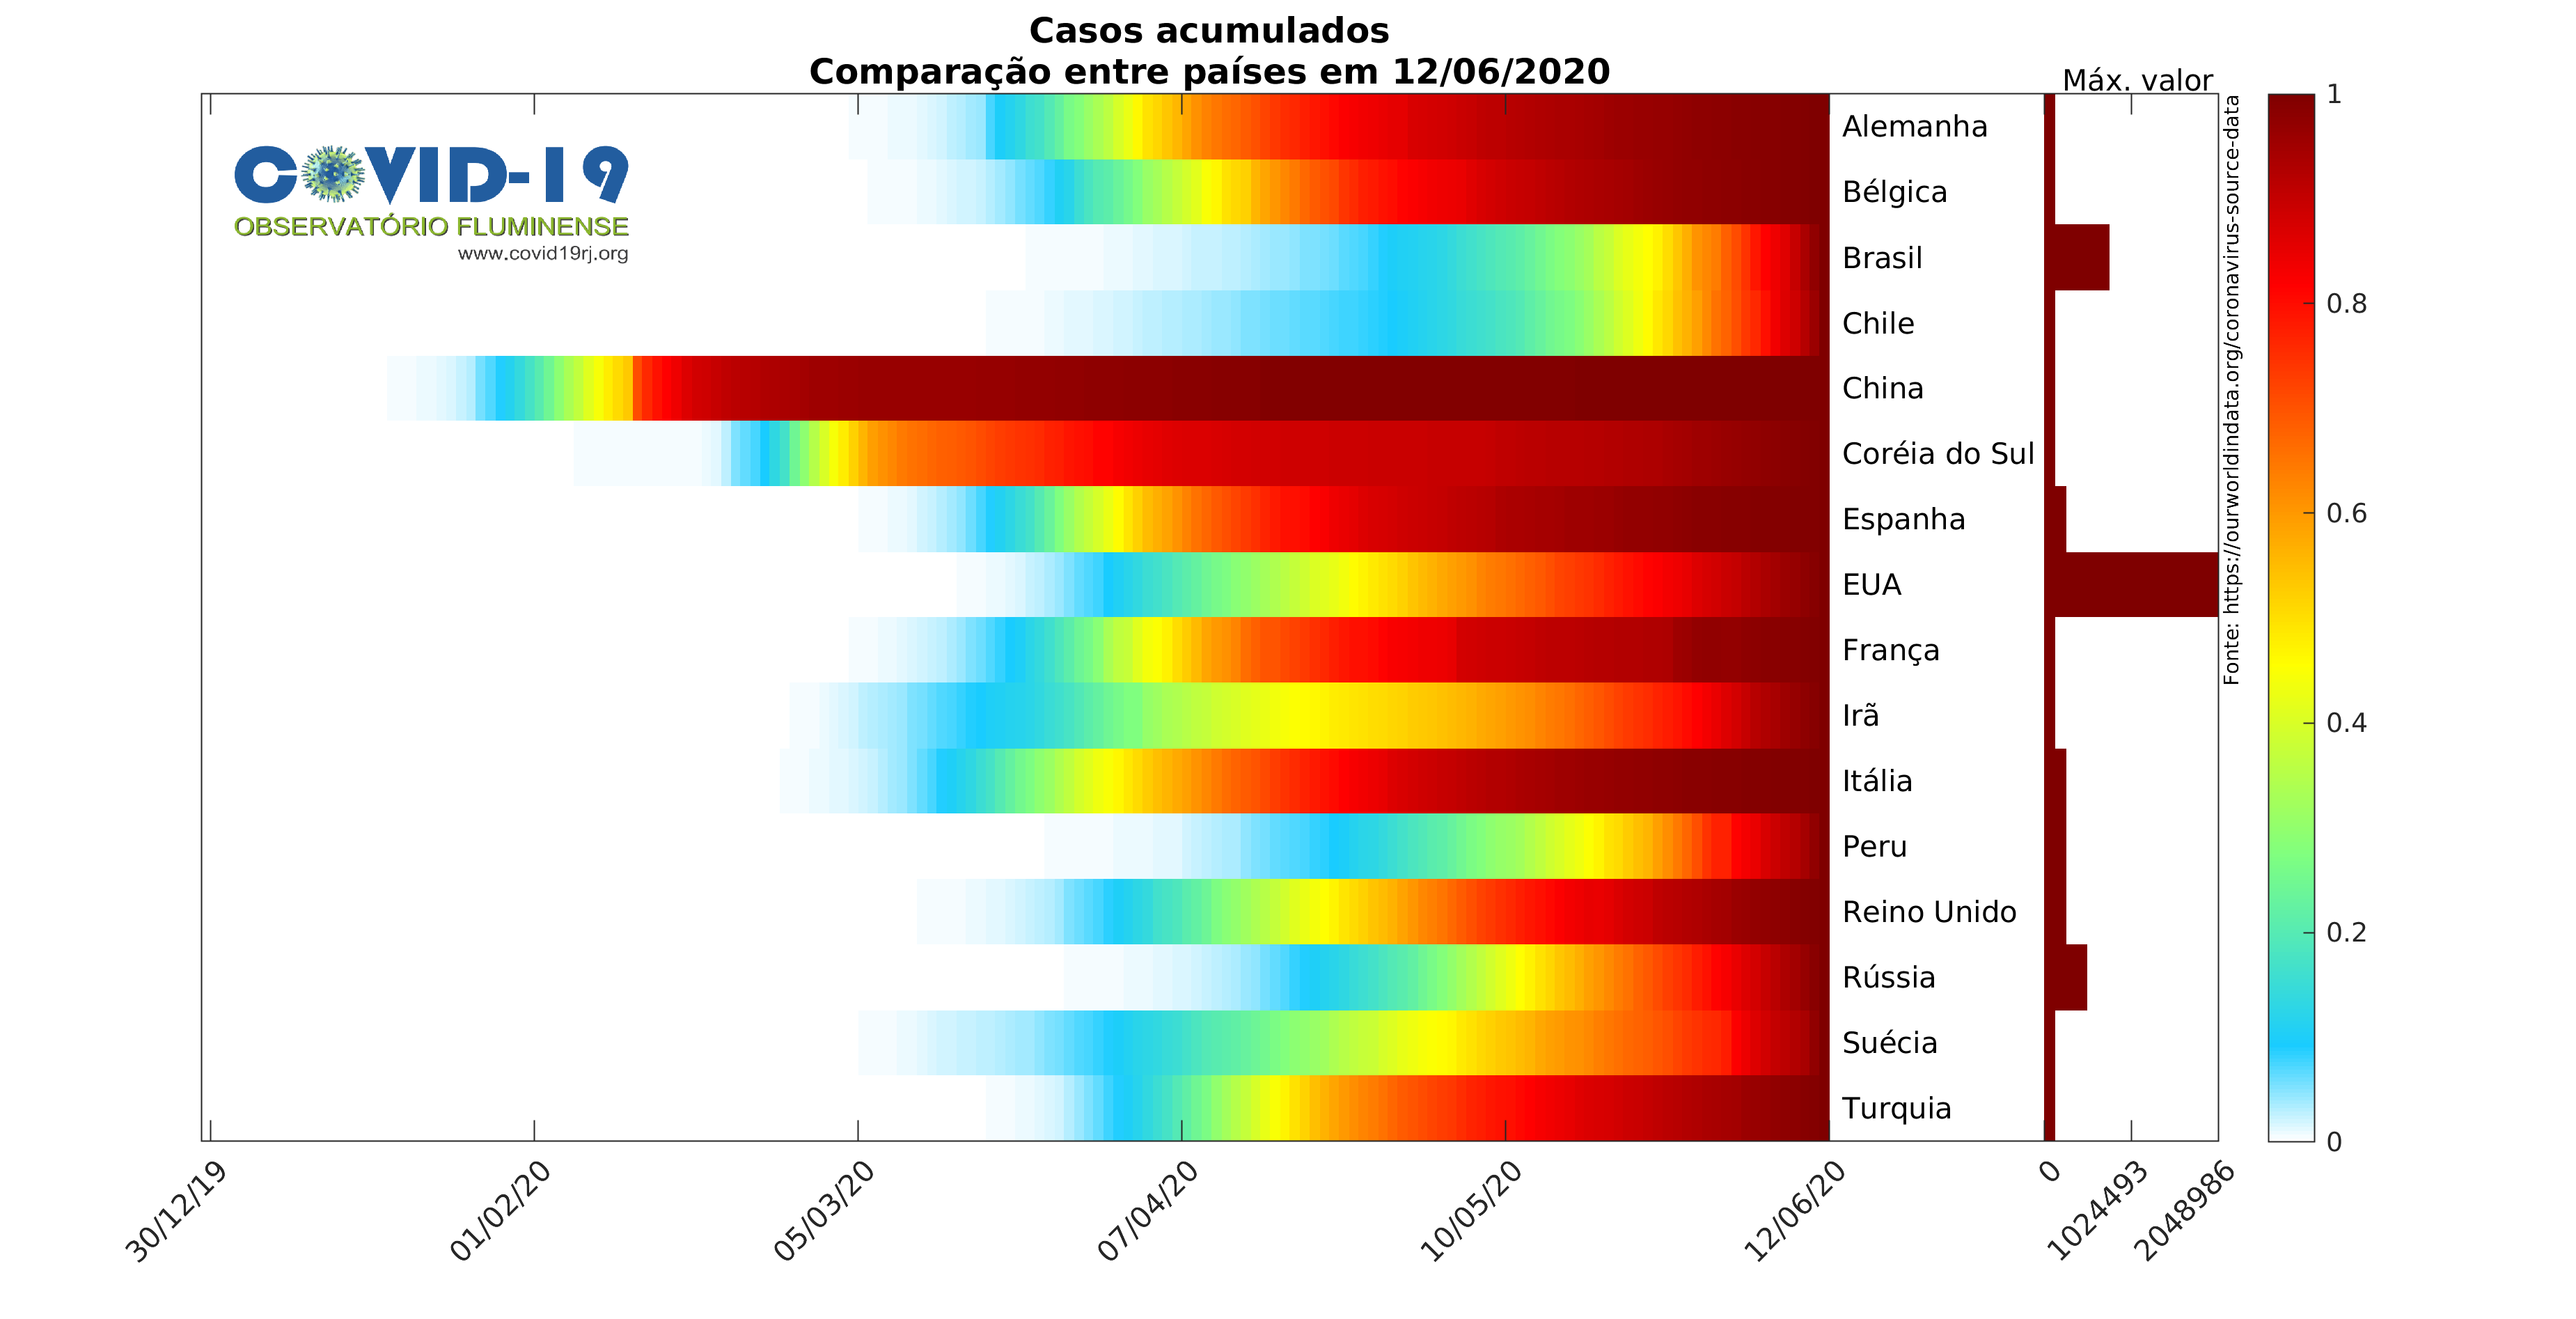 Casos acumulados
Comparação entre países em 12/06/2020
Máx. valor
COVID-19
OBSERVATÓRIO FLUMINENSE
www.covid19rj.org
Alemanha
Bélgica
Brasil
Chile
China
Coréia do Sul
Espanha
EUA
França
Irã
Itália
Peru
Reino Unido
Rússia
Suécia
Turquia
Fonte: https://ourworldindata.org/coronavirus-source-data
1
0.8
0.6
0.4
0.2
0
30/12/19
01/02/20
05/03/20
07/04/20
10/05/20
12/06/20
0
1024493
2048986